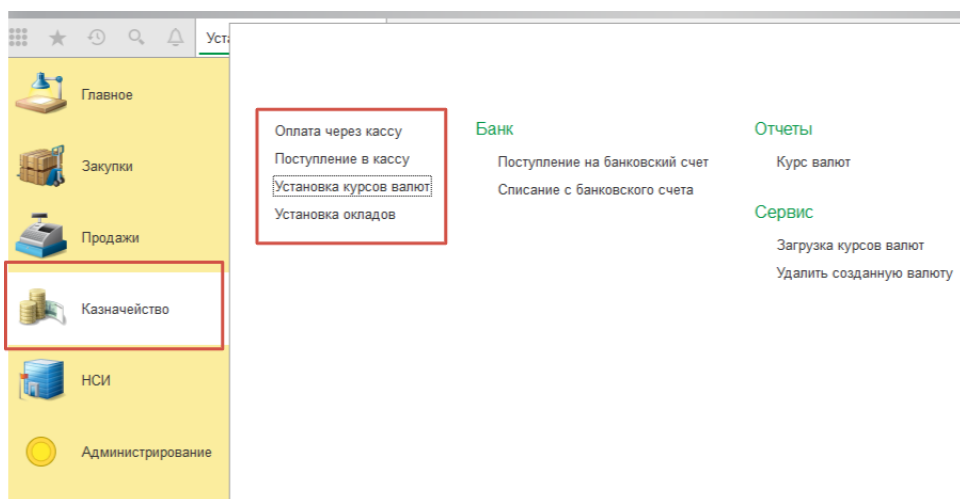 Уста
Главное
Закупки
Продажи
Казначейство
НСИ
Администрирование
Оплата через кассу
Поступление в кассу
Установка курсов валют
Установка окладов
Банк
Поступление на банковский счет
Списание с банковского счета
Отчеты
Курс валют
Сервис
Загрузка курсов валют
Удалить созданную валюту